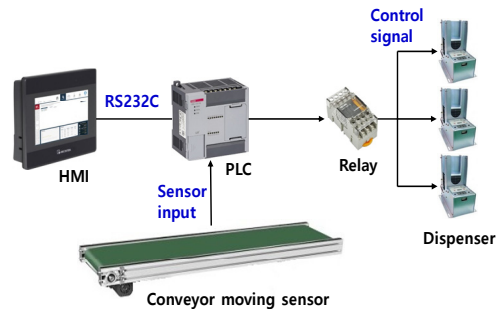 Control
signal
RS232C
HMI
PLC
Relay
Sensor
input
Dispenser
Conveyor moving sensor